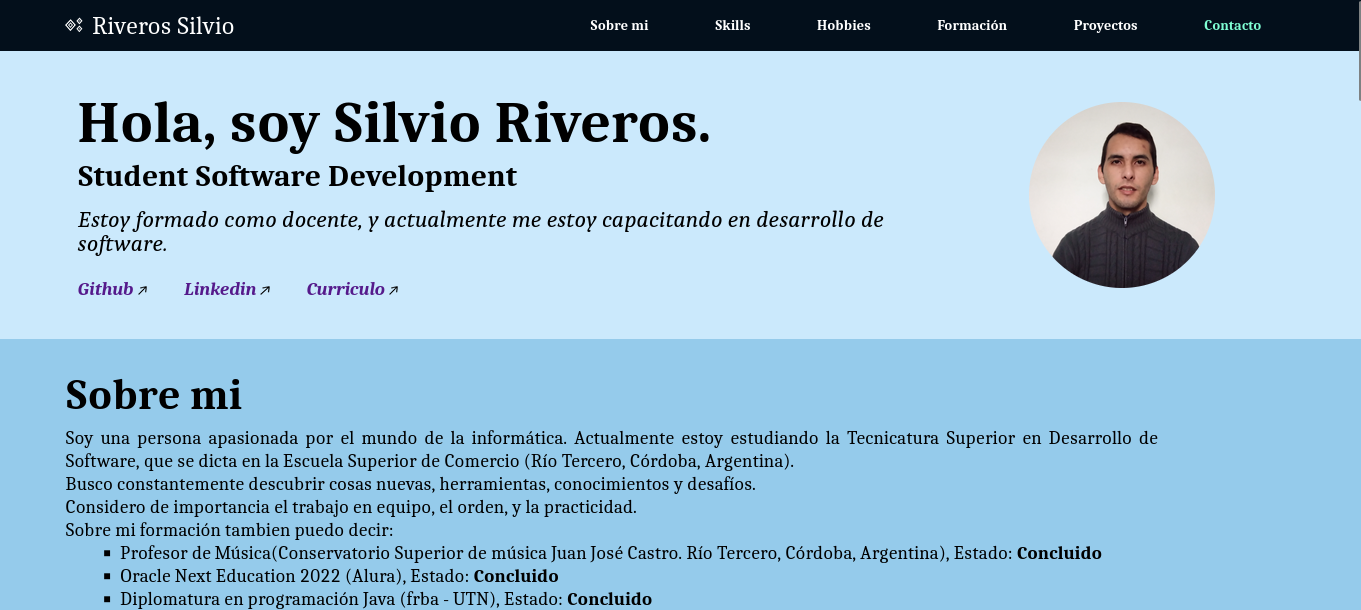 Riveros Silvio
Sobre mi Skills Hobbies Formación Proyectos Contacto
Hola, soy Silvio Riveros.
Student Software Development
Estoy formado como docente, y actualmente me estoy capacitando en desarrollo de
software.
Github Linkedin Curriculo
Sobre mi
Soy una persona apasionada por el mundo de la informática. Actualmente estoy estudiando la Tecnicatura Superior en Desarrollo de
Software, que se dicta en la Escuela Superior de Comercio (Río Tercero, Córdoba, Argentina).
Busco constantemente descubrir cosas nuevas, herramientas, conocimientos y desafíos.
Considero de importancia el trabajo en equipo, el orden, y la practicidad.
Sobre mi formación tambien puedo decir:
Profesor de Música(Conservatorio Superior de música Juan José Castro. Río Tercero, Córdoba, Argentina), Estado: Concluido
Oracle Next Education 2022 (Alura), Estado: Concluido
Diplomatura en programación Java (frba - UTN), Estado: Concluido